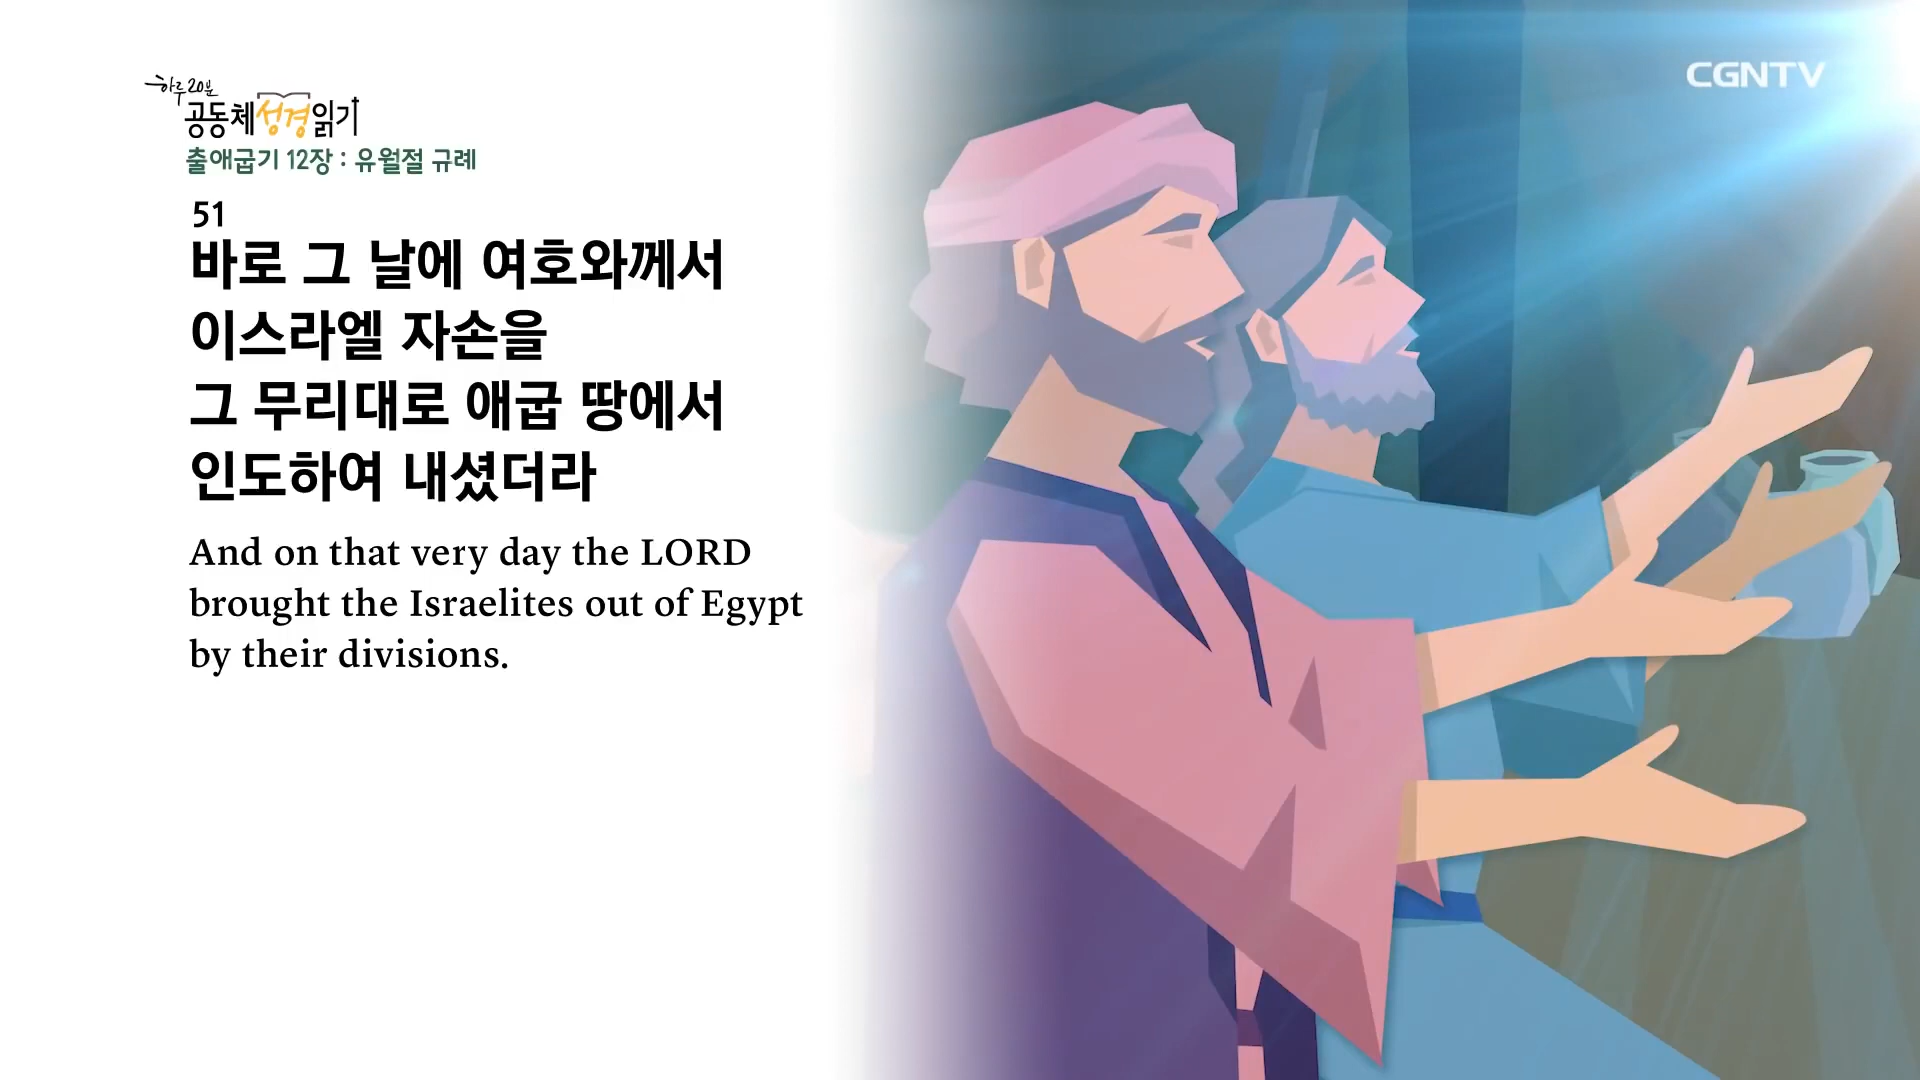 하루 20분
공동체성경읽기
출애굽기 12장 : 유월절 규례
CGNTV
51
바로 그 날에 여호와께서
이스라엘 자손을
그 무리대로 애굽 땅에서
인도하여 내셨더라
And on that very day the LORD
brought the Israelites out of Egypt
by their divisions.